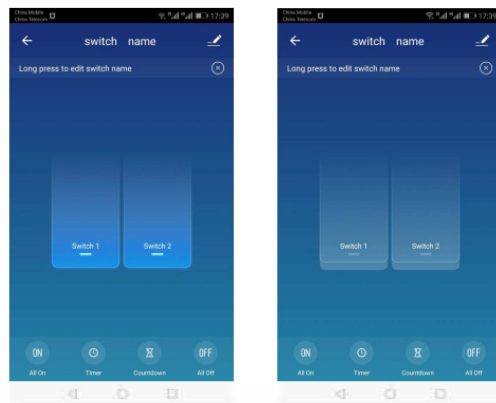 China Mobile
China Telecom
17:09
switch name
Long press to edit switch name
Switch 1
Switch 2
ON
OFF
All On
Timer
Countdown
All Off
China Mobile
China Telecom
17:09
switch name
Long press to edit switch name
Switch 1
Switch 2
ON
OFF
All On
Timer
Countdown
All Off